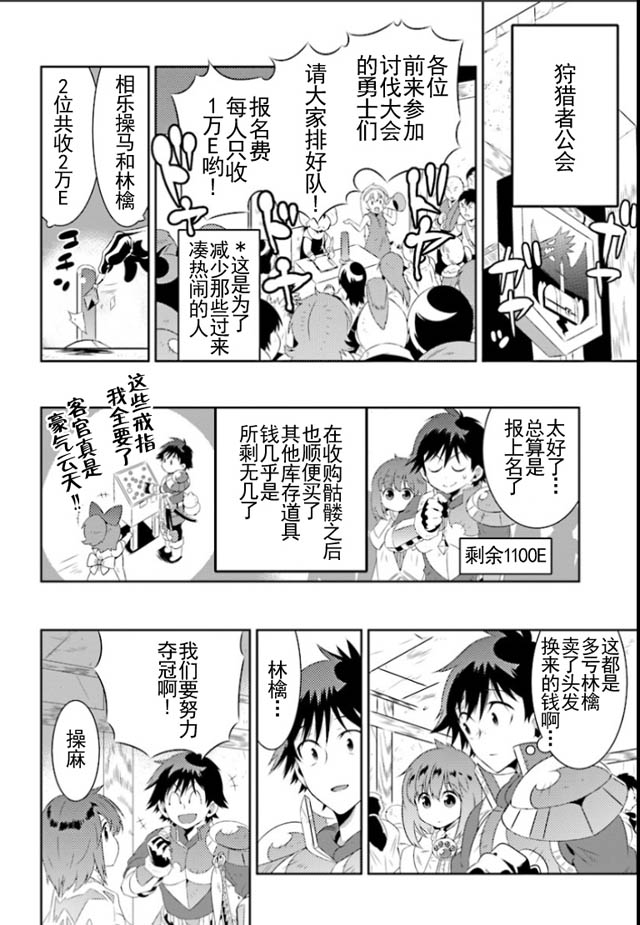 狩猎者公会
各位
前来参加
讨伐大会
的勇士们
请大家排好队！
报名费
每人只收
1万E哟！
＊这是为了
减少那些过来
凑热闹的人
相乐操马和林檎
2位共收2万E
太好了…
总算是
报上名了
剩余1100E
在收购骷髅之后
也顺便买了
其他库存道具
钱几乎是
所剩无几了
这些戒指
我全要了
客官真是
豪气云天!!
这都是
多亏林檎
卖了头发
换来的钱啊…
林檎…
我们要努力
夺冠啊！
操麻
ドヤ
ドヤ